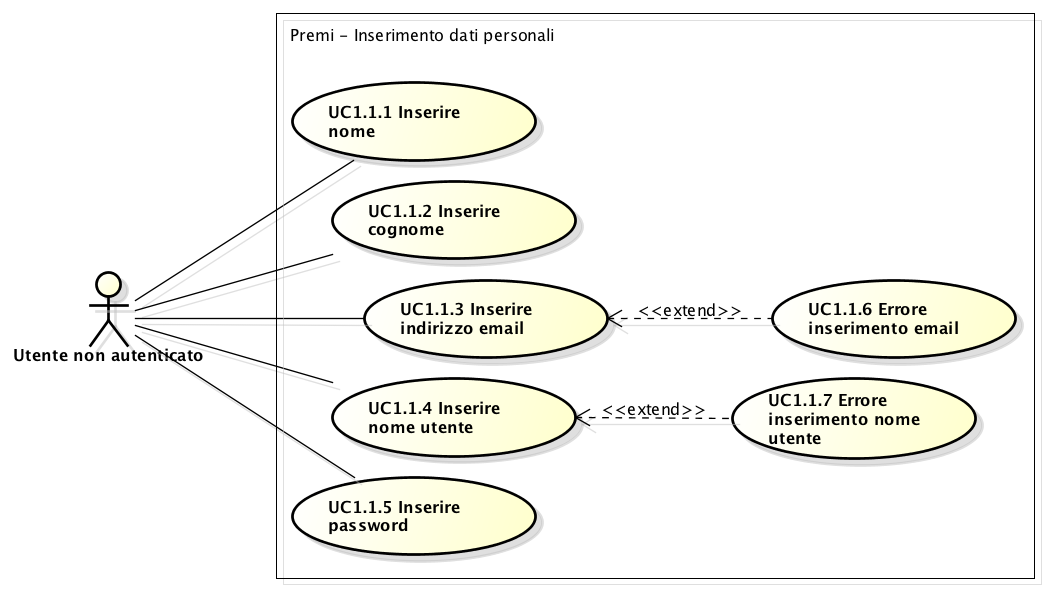 Premi - Inserimento dati personali
UC1.1.1 Inserire
nome
UC1.1.2 Inserire
cognome
UC1.1.3 Inserire
indirizzo email
<<extend>>
UC1.1.6 Errore
inserimento email
Utente non autenticato
UC1.1.4 Inserire
nome utente
<<extend>>
UC1.1.7 Errore
inserimento nome
utente
UC1.1.5 Inserire
password